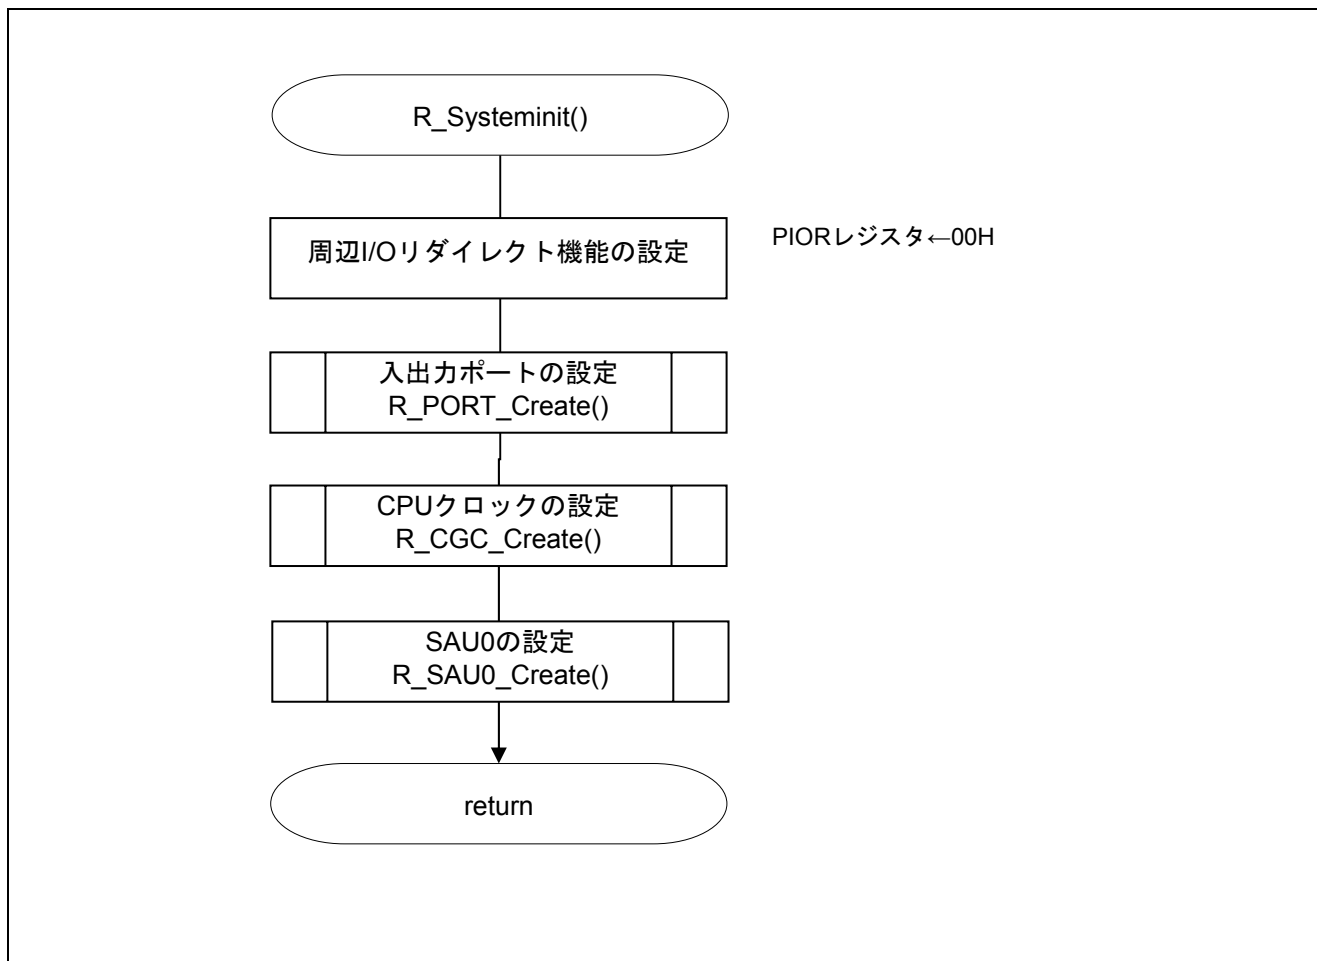 R_Systeminit()
周辺I/Oリダイレクト機能の設定
PIORレジスタ←00H
入出力ポートの設定
R_PORT_Create()
CPUクロックの設定
R_CGC_Create()
SAU0の設定
R_SAU0_Create()
return